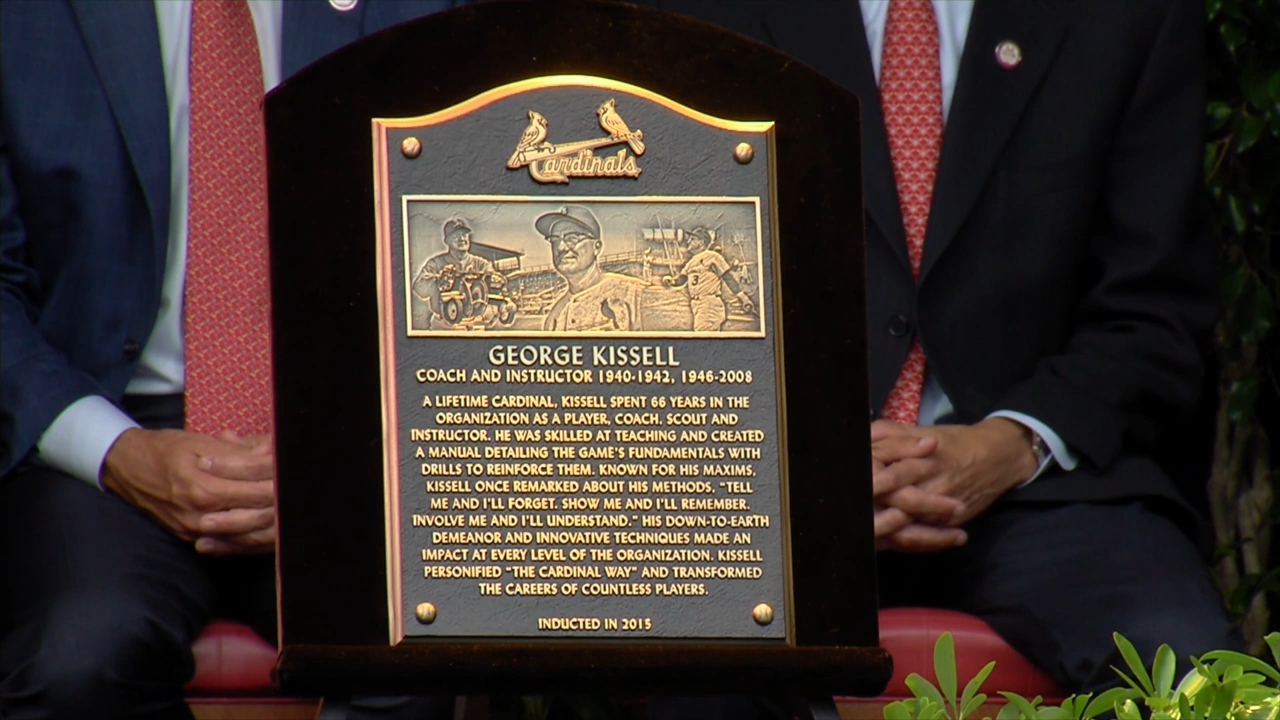 Cardinals
3
GEORGE KISSELL
COACH AND INSTRUCTOR 1940-1942, 1946-2008
A LIFETIME CARDINAL, KISSELL SPENT 66 YEARS IN THE
ORGANIZATION AS A PLAYER, COACH, SCOUT AND
INSTRUCTOR. HE WAS SKILLED AT TEACHING AND CREATED
A MANUAL DETAILING THE GAME'S FUNDAMENTALS WITH
DRILLS TO REINFORCE THEM. KNOWN FOR HIS MAXIMS,
KISSELL ONCE REMARKED ABOUT HIS METHODS, "TELL
ME AND I'LL FORGET. SHOW ME AND I'LL REMEMBER.
INVOLVE ME AND I'LL UNDERSTAND." HIS DOWN-TO-EARTH
DEMEANOR AND INNOVATIVE TECHNIQUES MADE AN
IMPACT AT EVERY LEVEL OF THE ORGANIZATION. KISSELL
PERSONIFIED "THE CARDINAL WAY" AND TRANSFORMED
THE CAREERS OF COUNTLESS PLAYERS.
INDUCTED IN 2015